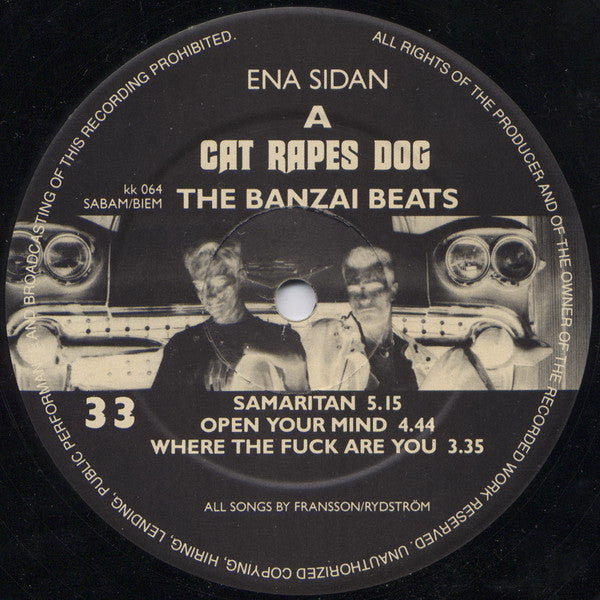 ENA SIDAN
A
CAT RAPES DOG
kk 064
SABAM/BIEM
THE BANZAI BEATS
33
SAMARITAN 5.15
OPEN YOUR MIND 4.44
WHERE THE FUCK ARE YOU 3.35
ALL SONGS BY FRANSSON/RYDSTRÖM
ALL RIGHTS OF THE PRODUCER AND OF THE OWNER OF THE RECORDED WORK RESERVED. UNAUTHORIZED COPYING, HIRING, LENDING, PUBLIC PERFORMANCE AND BROADCASTING OF THIS RECORDING PROHIBITED.